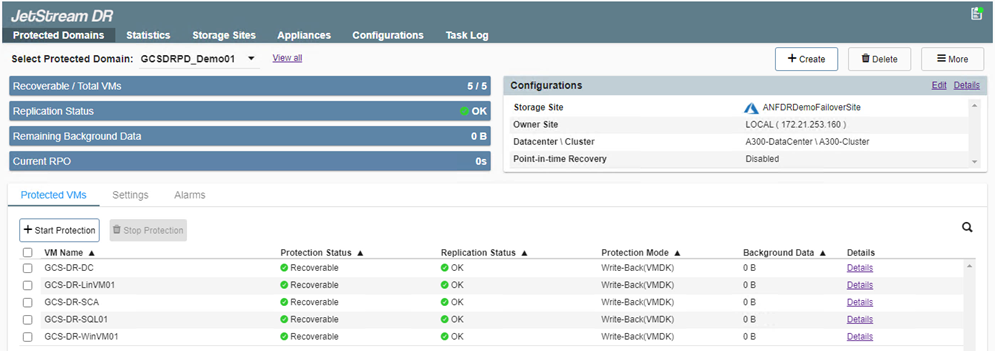 JetStream DR
Protected Domains Statistics Storage Sites Appliances Configurations Task Log
Select Protected Domain: GCSDRPD_Demo01 View all Create Delete More
Recoverable / Total VMs 5 / 5
Replication Status OK
Remaining Background Data 0 B
Current RPO 0s
Configurations Edit Details
Storage Site ANFDRDemoFailoverSite
Owner Site LOCAL ( 172.21.253.160 )
Datacenter \ Cluster A300-DataCenter \ A300-Cluster
Point-in-time Recovery Disabled
Protected VMs Settings Alarms
+ Start Protection Stop Protection
VM Name ▲ Protection Status ▲ Replication Status ▲ Protection Mode ▲ Background Data ▲ Details
GCS-DR-DC Recoverable OK Write-Back(VMDK) 0 B Details
GCS-DR-LinVM01 Recoverable OK Write-Back(VMDK) 0 B Details
GCS-DR-SCA Recoverable OK Write-Back(VMDK) 0 B Details
GCS-DR-SQL01 Recoverable OK Write-Back(VMDK) 0 B Details
GCS-DR-WinVM01 Recoverable OK Write-Back(VMDK) 0 B Details